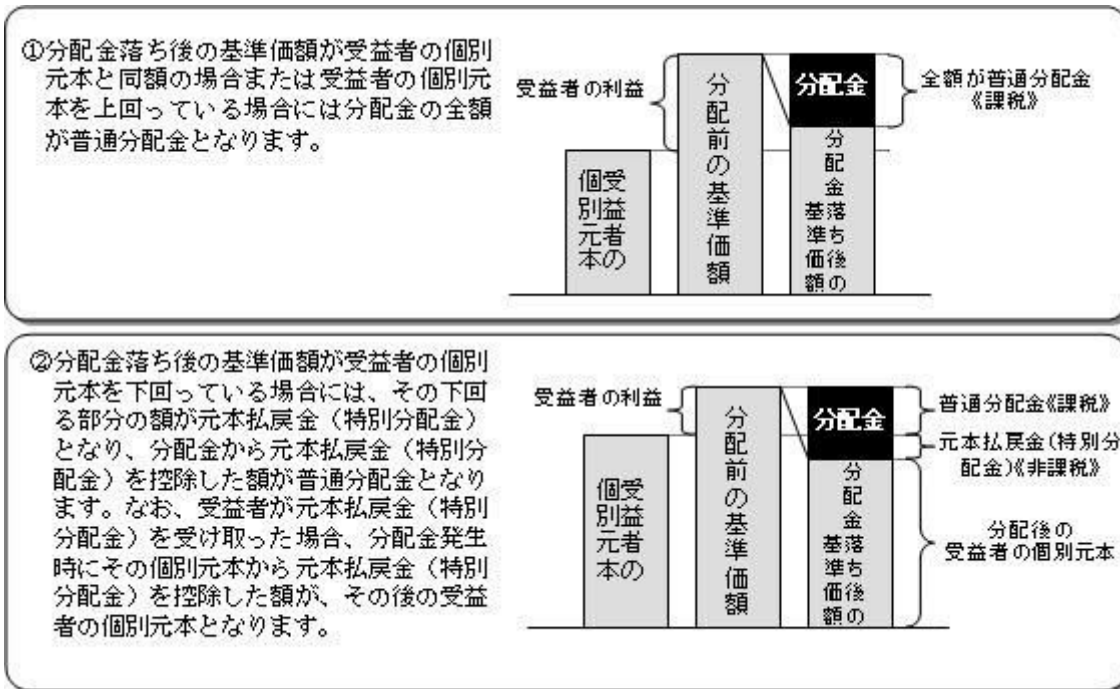 ①分配金落ち後の基準価額が受益者の個別
元本と同額の場合または受益者の個別元
本を上回っている場合には分配金の全額
が普通分配金となります。
受益者の利益
受益者の
個別元本
分配前の基準価額
分配金
分配金落ち後の
基準価額
全額が普通分配金
《課税》
②分配金落ち後の基準価額が受益者の個別
元本を下回っている場合には、その下回
る部分の額が元本払戻金（特別分配金）
となり、分配金から元本払戻金（特別分
配金）を控除した額が普通分配金となり
ます。なお、受益者が元本払戻金（特別
分配金）を受け取った場合、分配金発生
時にその個別元本から元本払戻金（特別
分配金）を控除した額が、その後の受益
者の個別元本となります。
受益者の利益
受益者の
個別元本
分配前の基準価額
分配金
分配金落ち後の
基準価額
普通分配金《課税》
元本払戻金(特別分
配金)《非課税》
分配後の
受益者の個別元本